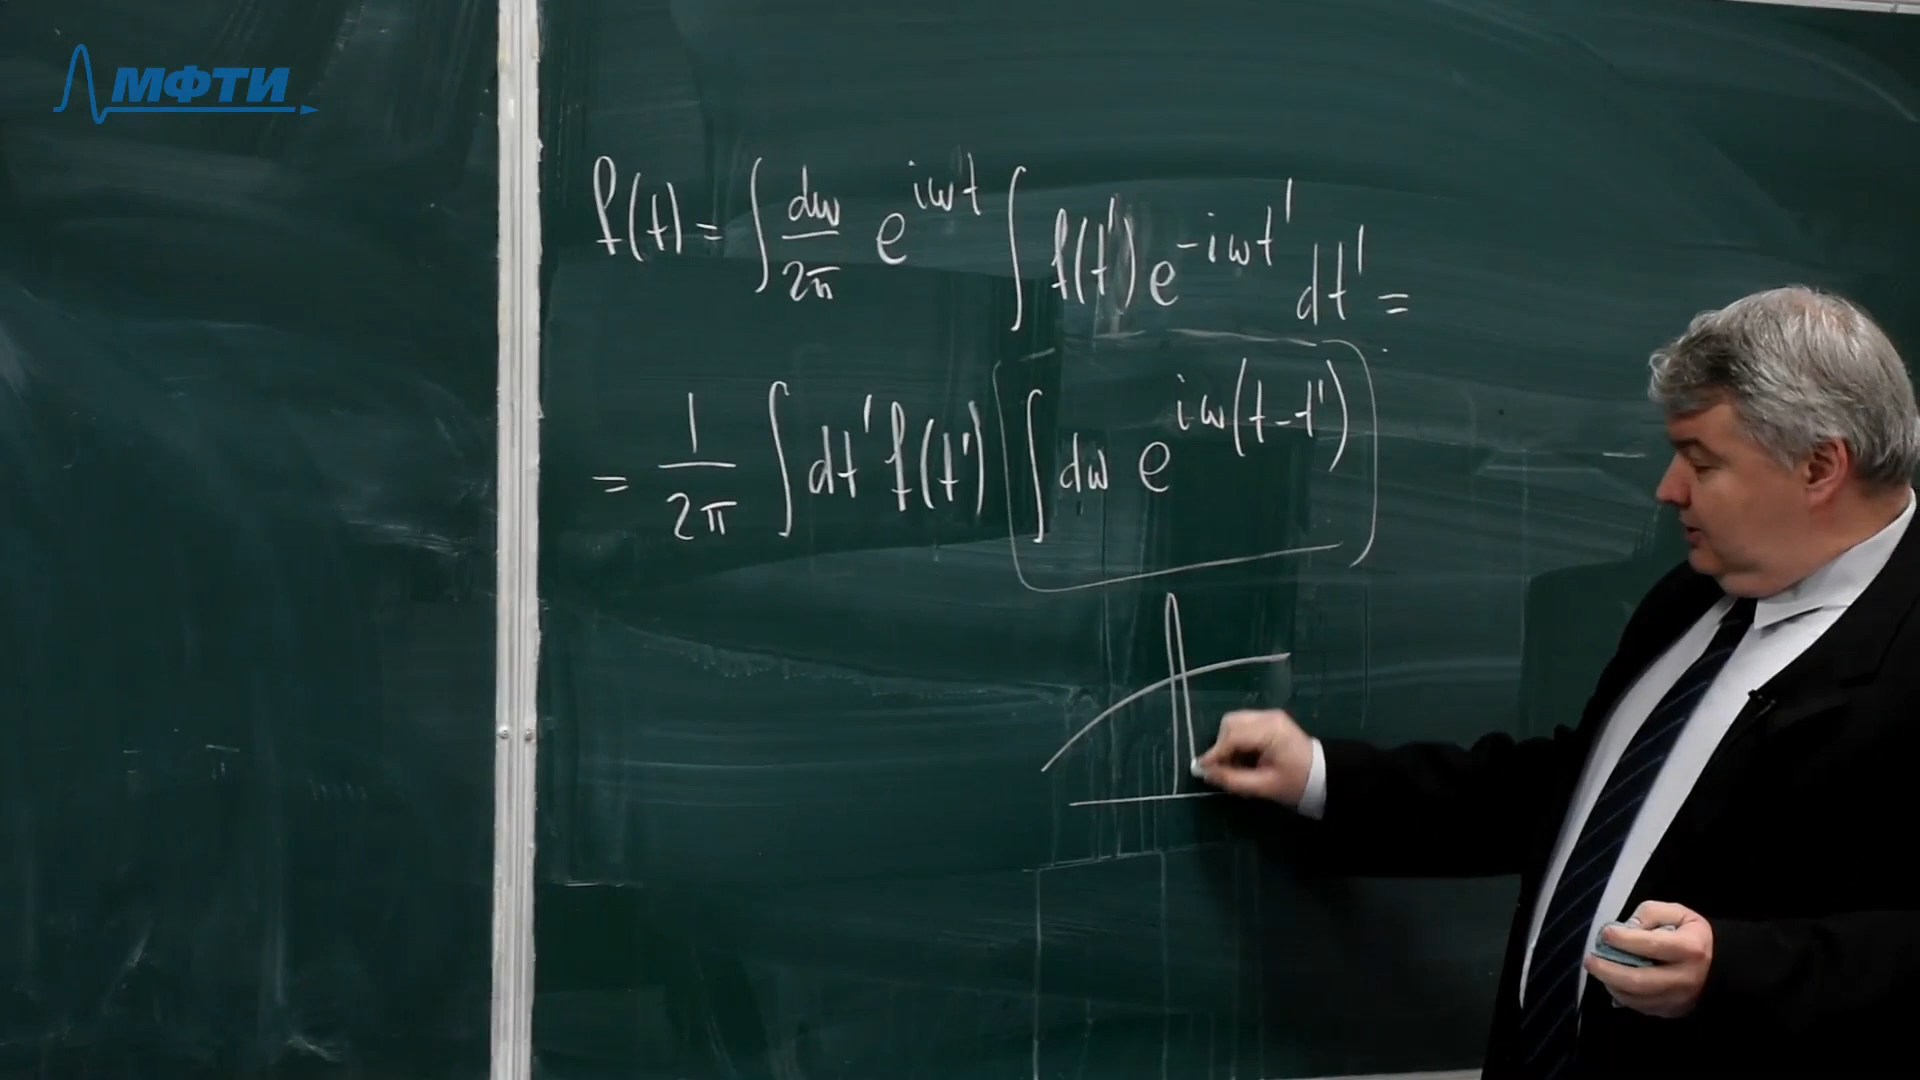 МФТИ
f(t) = ∫ dω/2π e^{iωt} ∫ f(t') e^{-iωt'} dt' =
= 1/2π ∫ dt' f(t') (∫ dω e^{iω(t-t')})